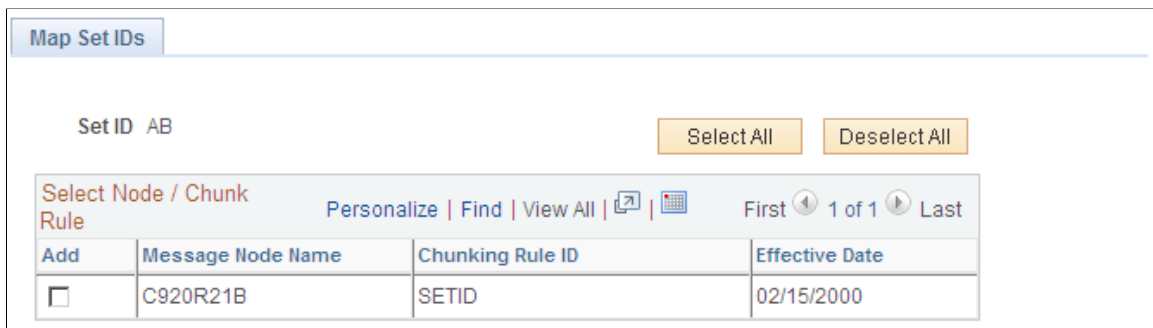 Map Set IDs
Set ID AB
Select All Deselect All
Select Node / Chunk
Rule
Personalize | Find | View All | | First 1 of 1 Last
Add Message Node Name Chunking Rule ID Effective Date
C920R21B SETID 02/15/2000